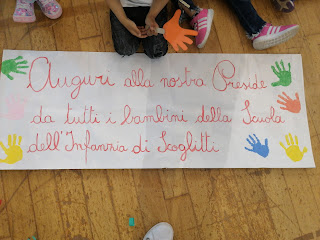 Auguri alla nostra Preside
da tutti i bambini della Scuola
dell'Infanzia di Scoglitti